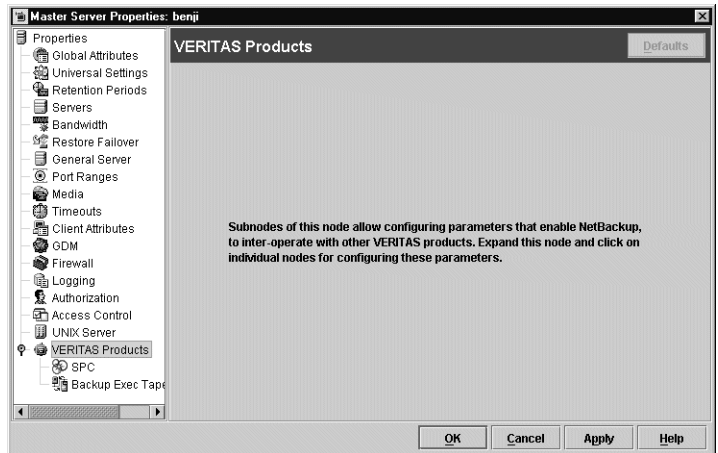 Master Server Properties: benji
Properties
Global Attributes
Universal Settings
Retention Periods
Servers
Bandwidth
Restore Failover
General Server
Port Ranges
Media
Timeouts
Client Attributes
GDM
Firewall
Logging
Authorization
Access Control
UNIX Server
VERITAS Products
SPC
Backup Exec Tape
VERITAS Products
Defaults
Subnodes of this node allow configuring parameters that enable NetBackup,
to inter-operate with other VERITAS products. Expand this node and click on
individual nodes for configuring these parameters.
OK
Cancel
Apply
Help